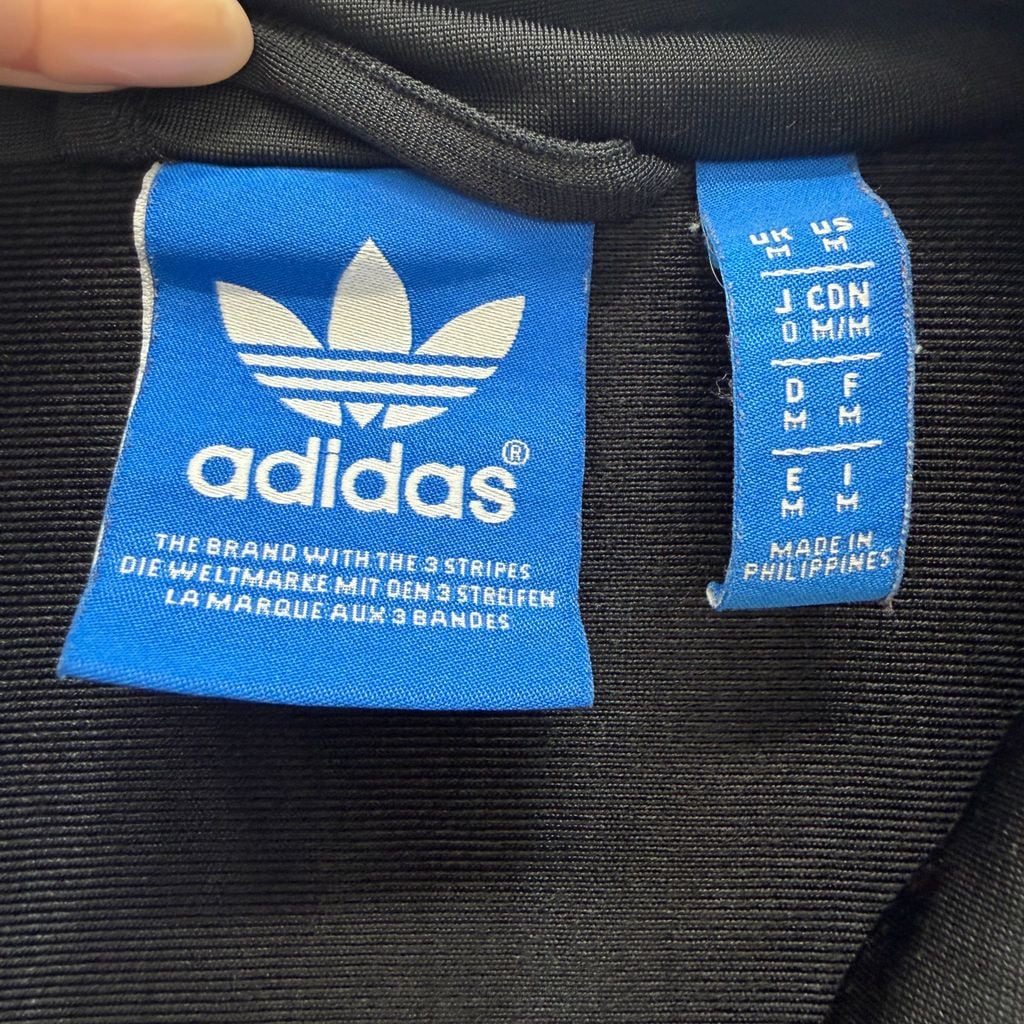 adidas®
THE BRAND WITH THE 3 STRIPES
DIE WELTMARKE MIT DEN 3 STREIFEN
LA MARQUE AUX 3 BANDES
UK US
M M
J CDN
O M/M
D F
M M
E I
M M
MADE IN
PHILIPPINES